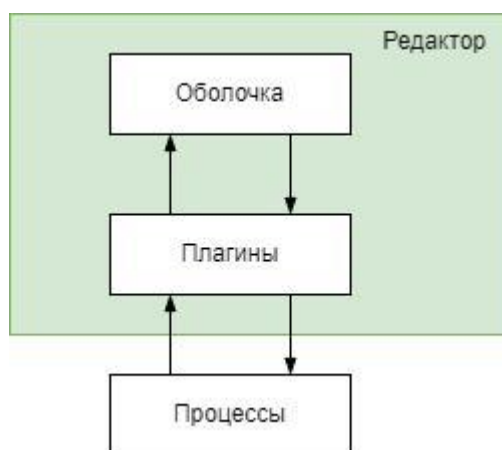 Редактор
Оболочка
Плагины
Процессы